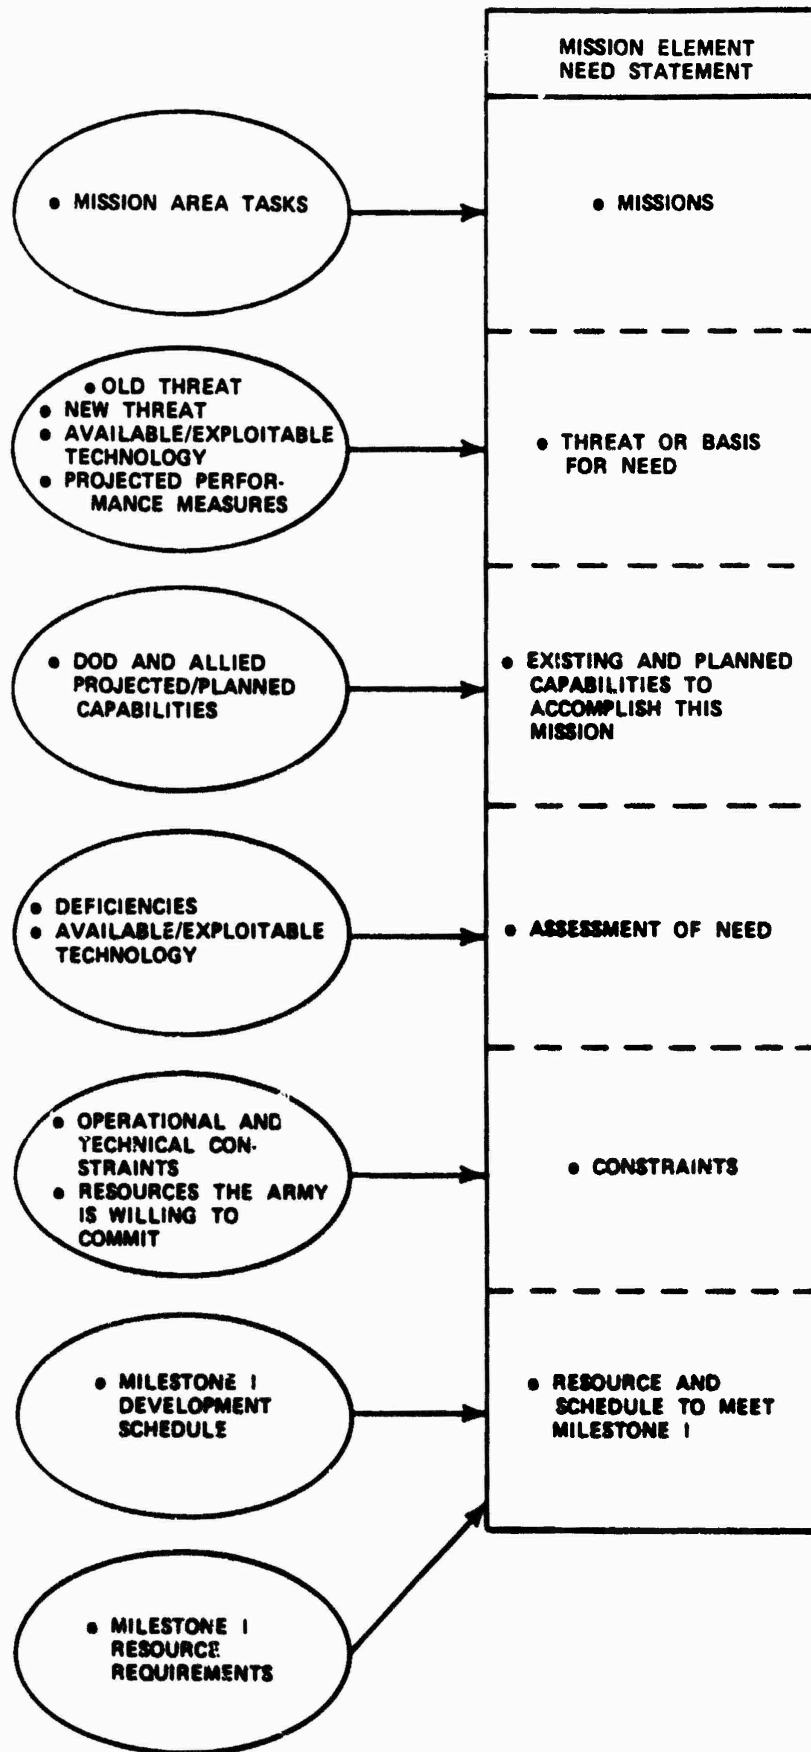 MISSION ELEMENT
NEED STATEMENT
• MISSION AREA TASKS
• MISSIONS
• OLD THREAT
• NEW THREAT
• AVAILABLE/EXPLOITABLE
TECHNOLOGY
• PROJECTED PERFOR-
MANCE MEASURES
• THREAT OR BASIS
FOR NEED
• DOD AND ALLIED
PROJECTED/PLANNED
CAPABILITIES
• EXISTING AND PLANNED
CAPABILITIES TO
ACCOMPLISH THIS
MISSION
• DEFICIENCIES
• AVAILABLE/EXPLOITABLE
TECHNOLOGY
• ASSESSMENT OF NEED
• OPERATIONAL AND
TECHNICAL CON-
STRAINTS
• RESOURCES THE ARMY
IS WILLING TO
COMMIT
• CONSTRAINTS
• MILESTONE I
DEVELOPMENT
SCHEDULE
• RESOURCE AND
SCHEDULE TO MEET
MILESTONE I
• MILESTONE I
RESOURCE
REQUIREMENTS